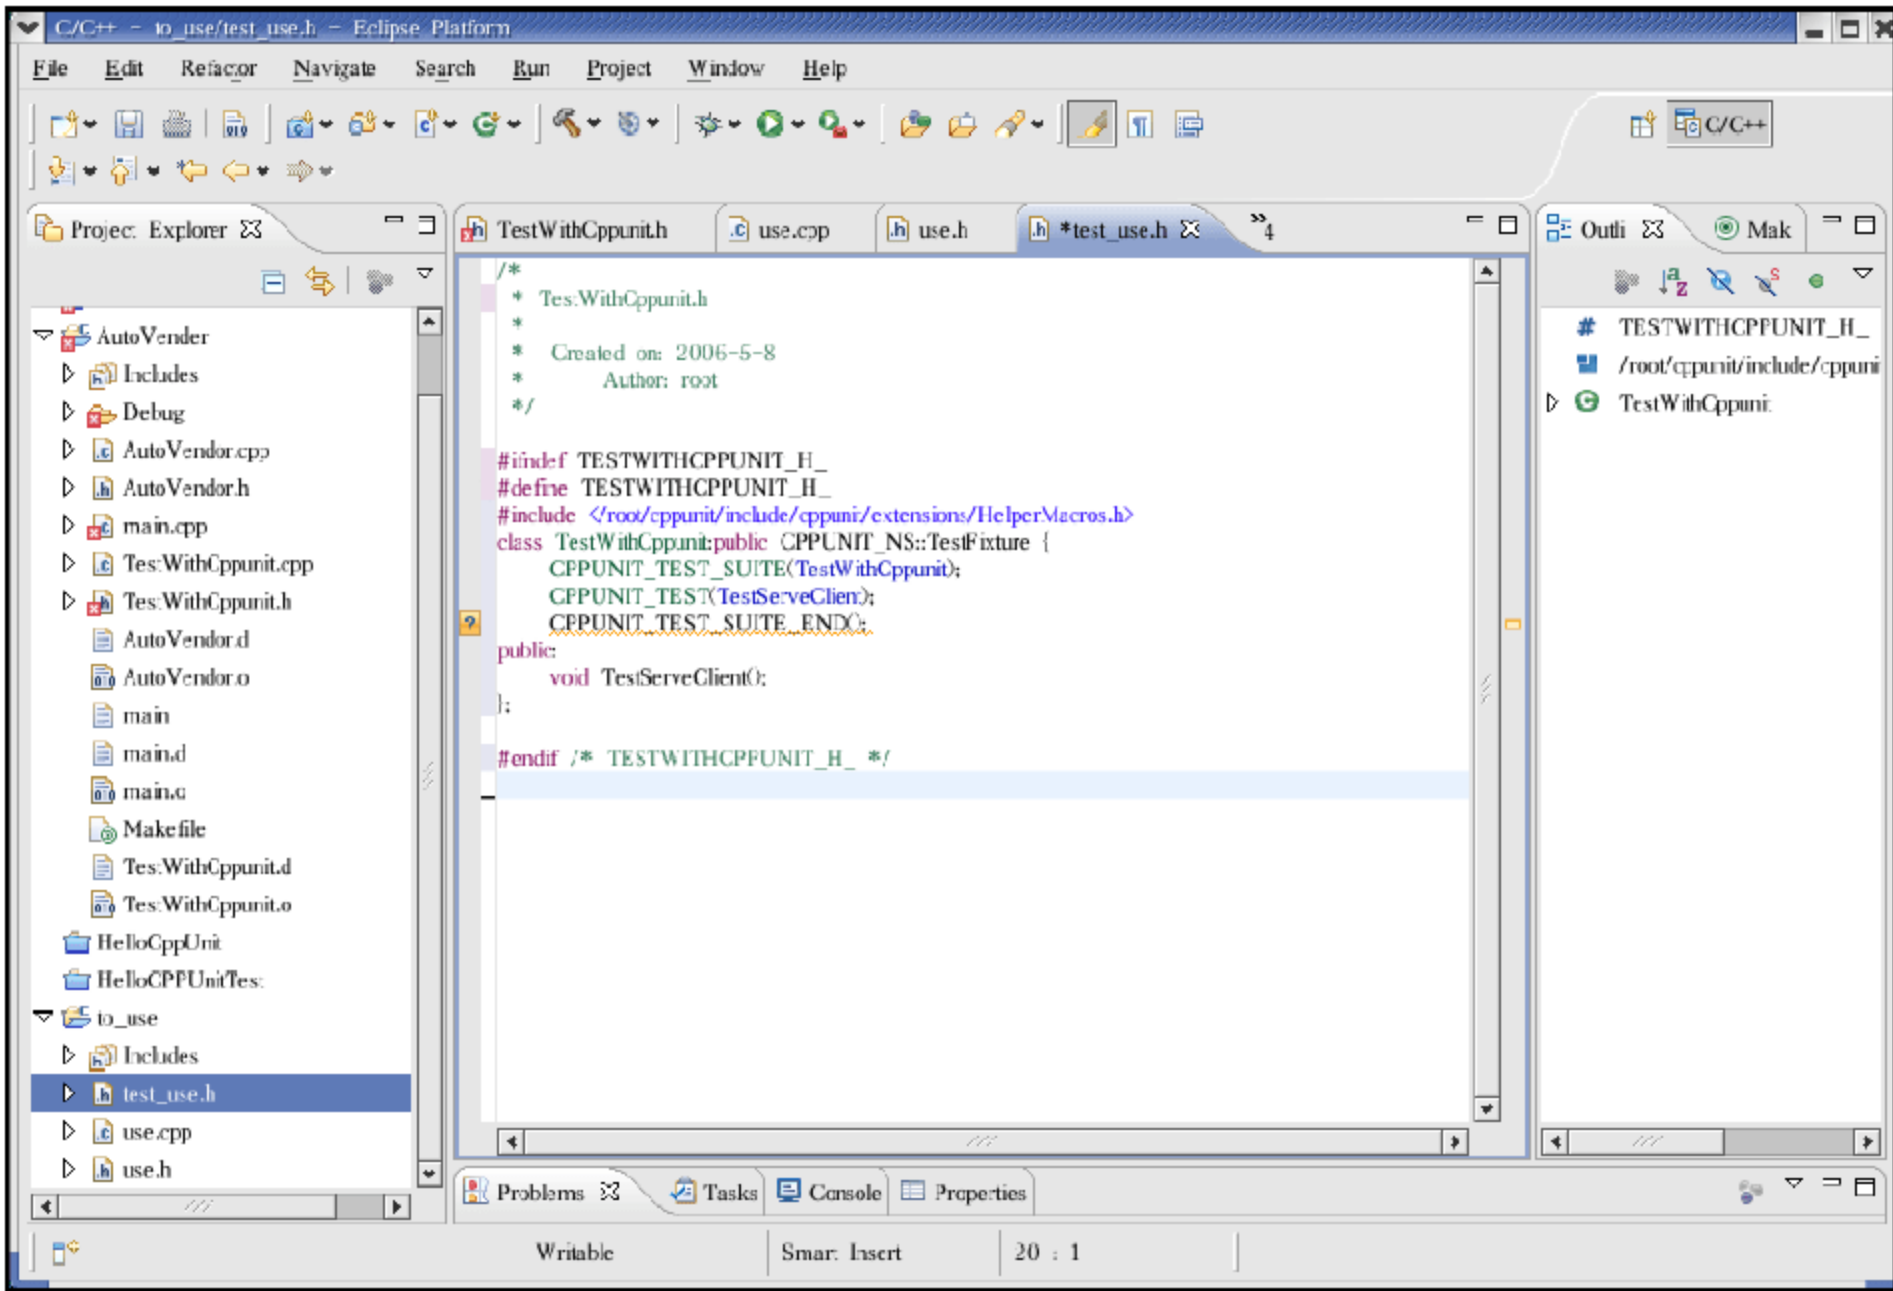 C/C++ - to_use/test_use.h - Eclipse Platform
File Edit Refactor Navigate Search Run Project Window Help
C/C++
Project Explorer
AutoVender
Includes
Debug
AutoVendor.cpp
AutoVendor.h
main.cpp
TestWithCppunit.cpp
TestWithCppunit.h
AutoVendor.d
AutoVendor.o
main
main.d
main.o
Makefile
TestWithCppunit.d
TestWithCppunit.o
HelloCppUnit
HelloCPPUnitTest
to_use
Includes
test_use.h
use.cpp
use.h
TestWithCppunit.h use.cpp use.h *test_use.h »4
/*
* TestWithCppunit.h
*
* Created on: 2006-5-8
* Author: root
*/
#ifndef TESTWITHCPPUNIT_H_
#define TESTWITHCPPUNIT_H_
#include </root/cppunit/include/cppunit/extensions/HelperMacros.h>
class TestWithCppunit:public CPPUNIT_NS::TestFixture {
CPPUNIT_TEST_SUITE(TestWithCppunit);
CPPUNIT_TEST(TestServeClient);
CPPUNIT_TEST_SUITE_END();
public:
void TestServeClient();
};
#endif /* TESTWITHCPPUNIT_H_ */
Outli Mak
# TESTWITHCPPUNIT_H_
/root/cppunit/include/cppuni
TestWithCppunit
Problems Tasks Console Properties
Writable Smart Insert 20 : 1